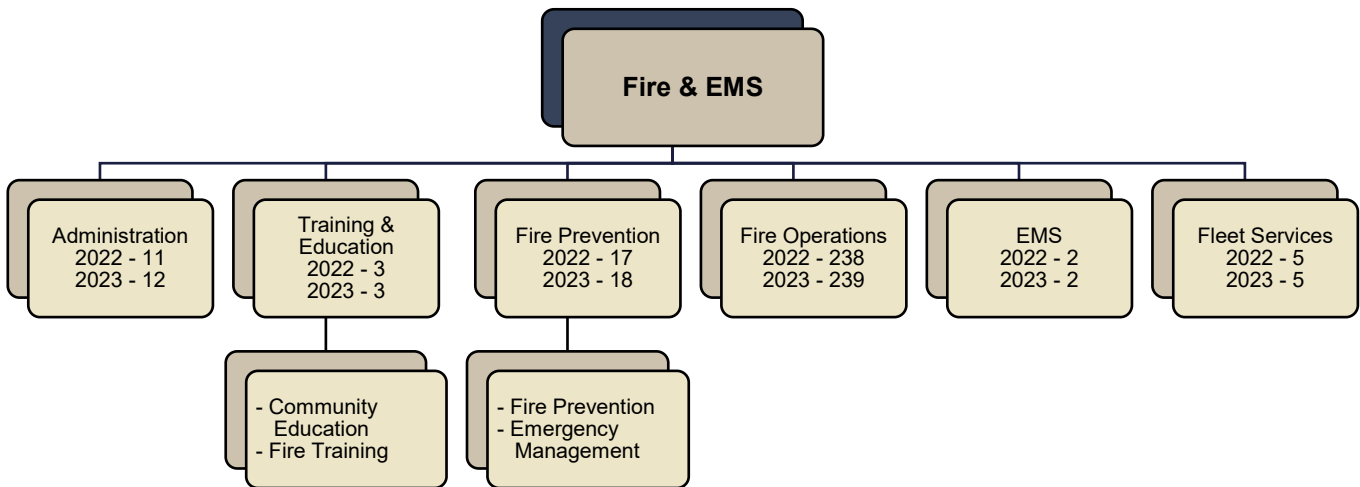 Fire & EMS
Administration
2022 - 11
2023 - 12
Training &
Education
2022 - 3
2023 - 3
Fire Prevention
2022 - 17
2023 - 18
Fire Operations
2022 - 238
2023 - 239
EMS
2022 - 2
2023 - 2
Fleet Services
2022 - 5
2023 - 5
- Community
Education
- Fire Training
- Fire Prevention
- Emergency
Management